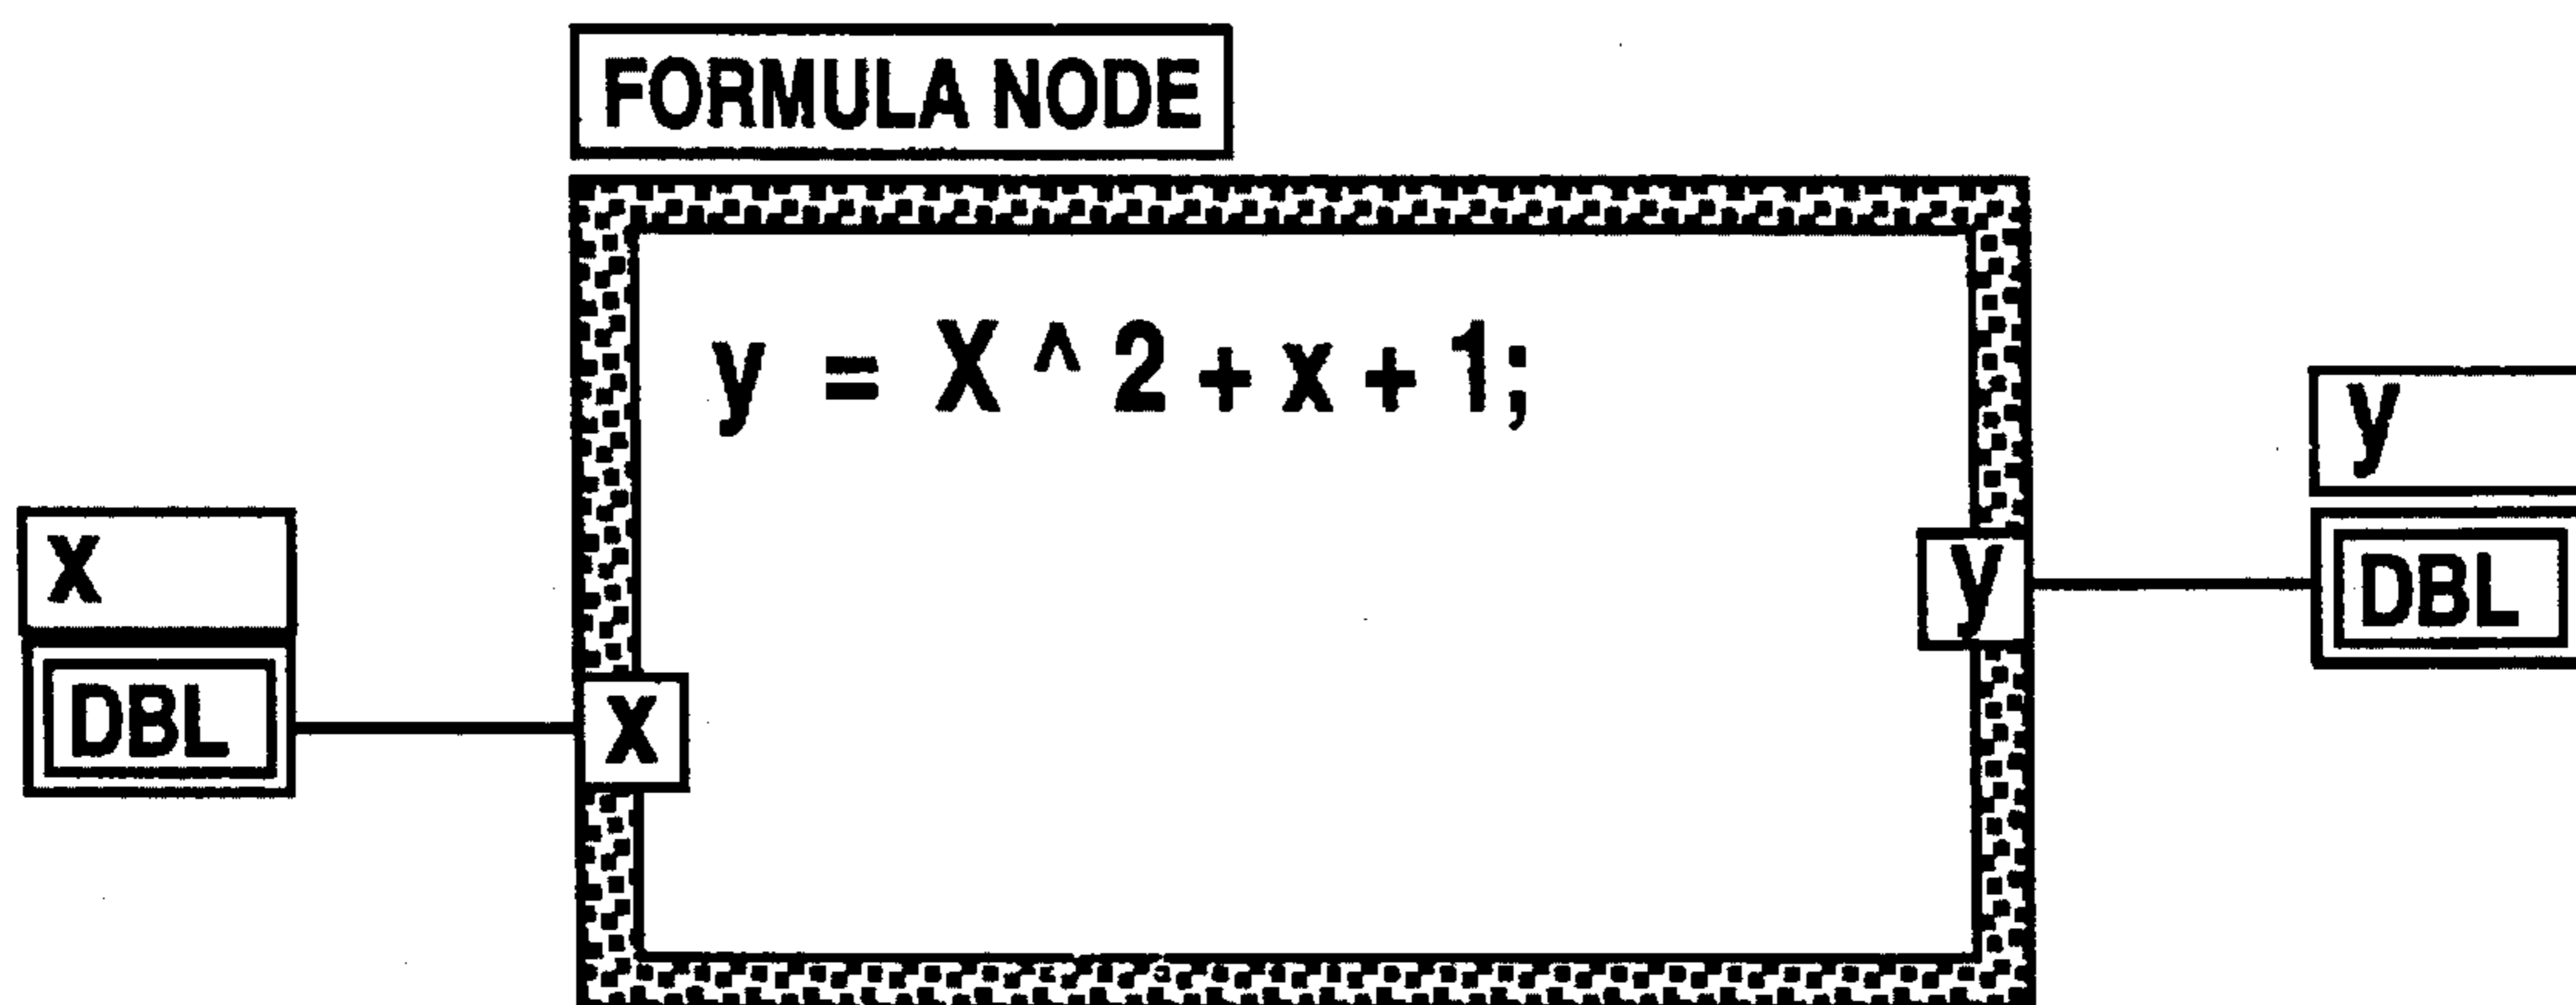 FORMULA NODE
y = X ^ 2 + x + 1;
x
DBL
x
y
y
DBL